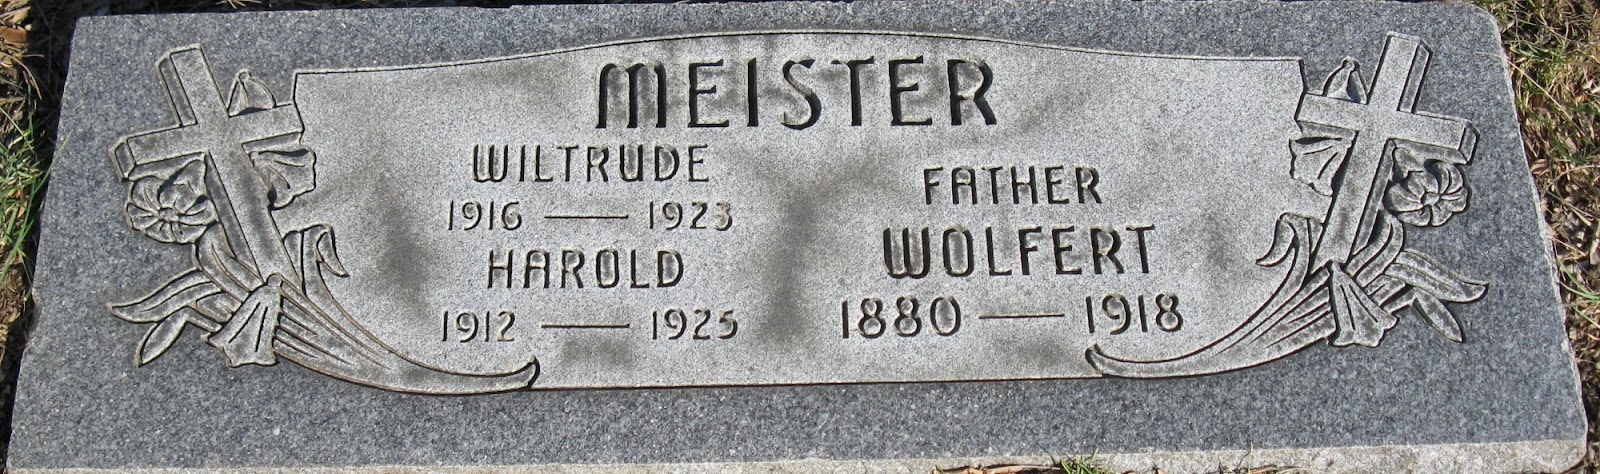 MEISTER
WILTRUDE
1916 — 1923
HAROLD
1912 — 1925
FATHER
WOLFERT
1880 — 1918